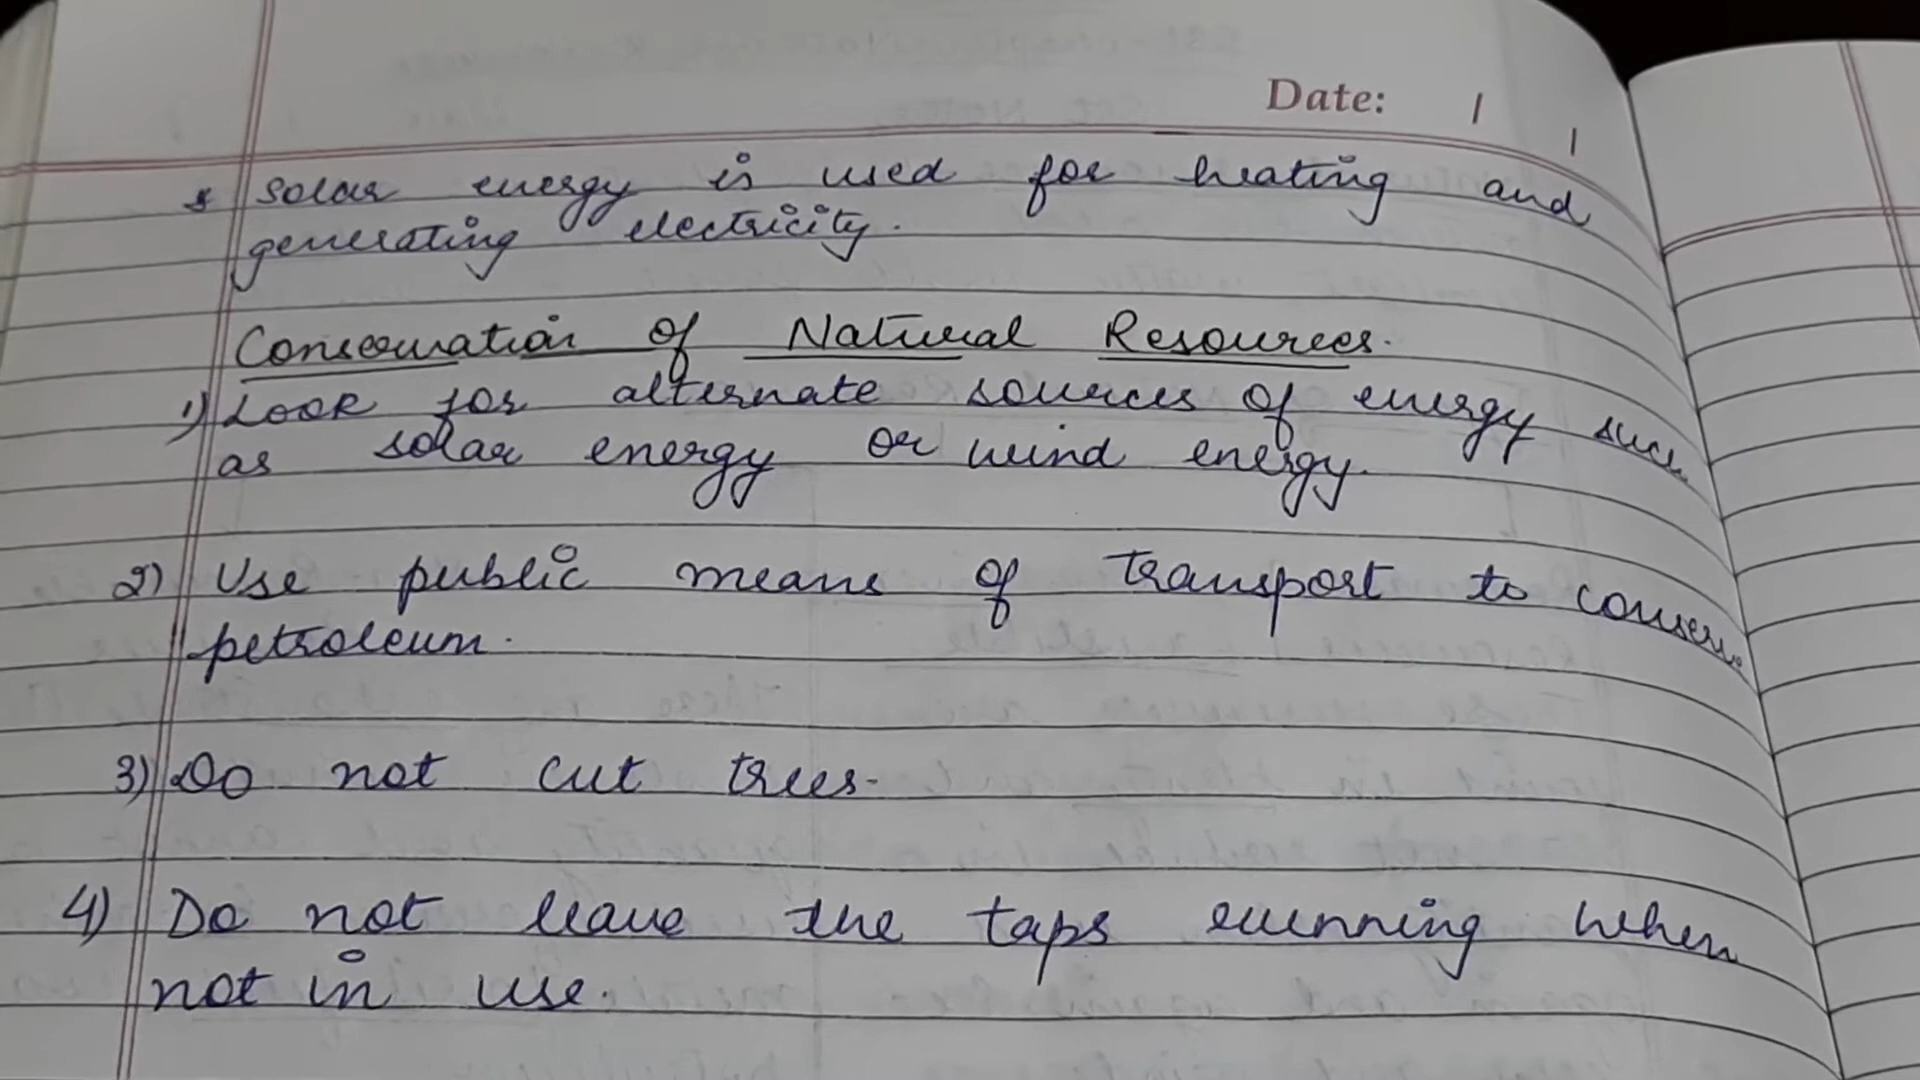 Date: / /
* solar energy is used for heating and
generating electricity.
Conservation of Natural Resources.
1) Look for alternate sources of energy such
as solar energy or wind energy.
2) Use public means of transport to conserve
petroleum.
3) Do not cut trees.
4) Do not leave the taps running when
not in use.